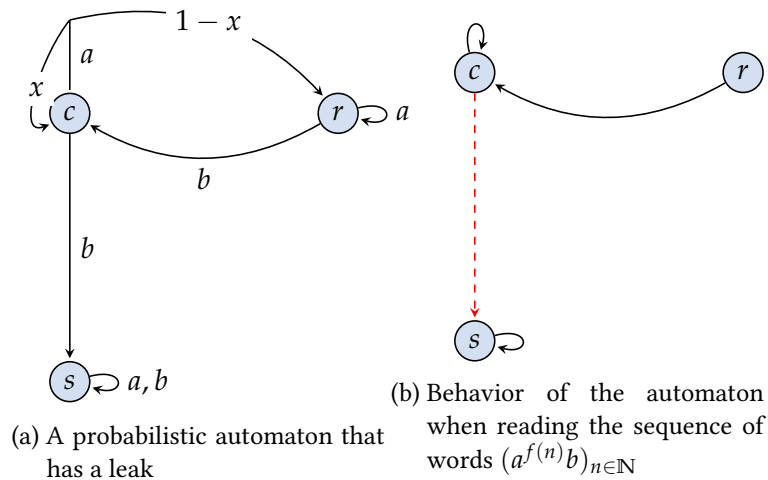 1 − x
a
x
c
r
a
b
b
s
a, b
(a) A probabilistic automaton that
has a leak
c
r
s
(b) Behavior of the automaton
when reading the sequence of
words (a^{f(n)}b)_{n∈ℕ}